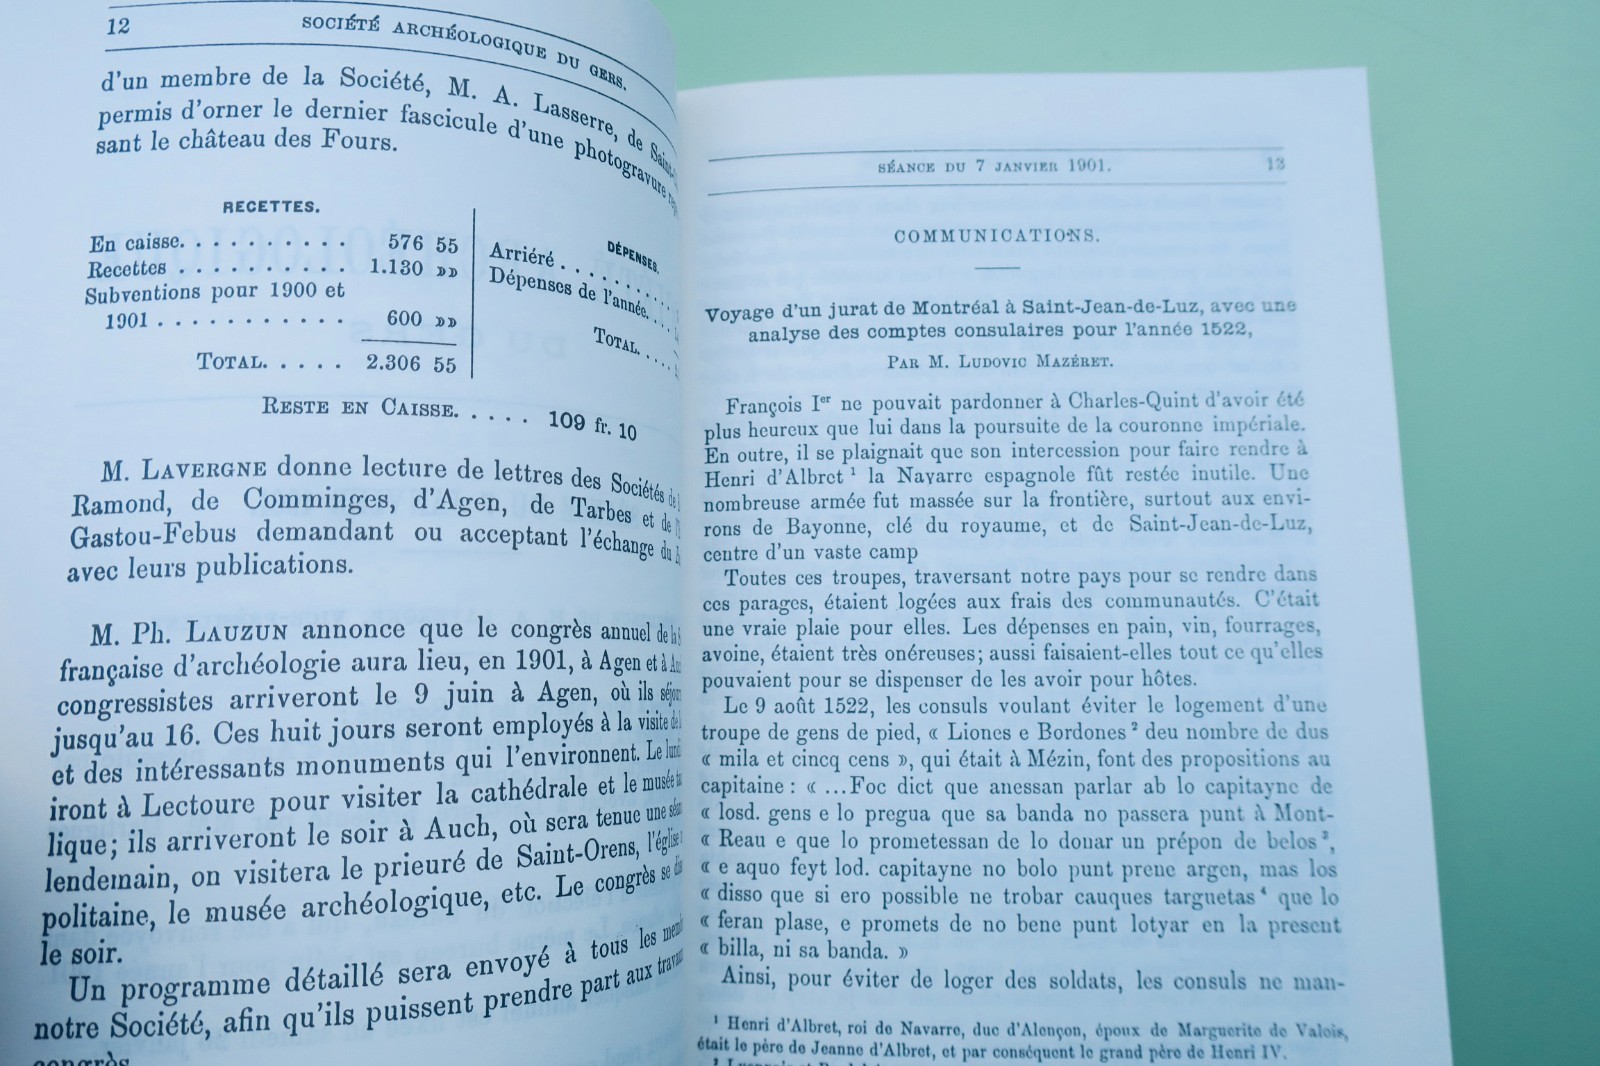 12 SOCIÉTÉ ARCHÉOLOGIQUE DU GERS.
d'un membre de la Société, M. A. Lasserre, de
permis d'orner le dernier fascicule d'une photogravure
sant le château des Fours.
RECETTES.
En caisse. . . . . . . . . . . 576 55
Recettes . . . . . . . . . . . 1.130 »»
Subventions pour 1900 et
1901 . . . . . . . . . . . . 600 »»
TOTAL. . . . . 2.306 55
DÉPENSES.
Arriéré . . . . . . . . .
Dépenses de l'année. . . .
TOTAL. . . . .
RESTE EN CAISSE. . . . . 109 fr. 10
M. LAVERGNE donne lecture de lettres des Sociétés de
Ramond, de Comminges, d'Agen, de Tarbes et de
Gastou-Febus demandant ou acceptant l'échange du
avec leurs publications.
M. Ph. LAUZUN annonce que le congrès annuel de la
française d'archéologie aura lieu, en 1901, à Agen et à
congressistes arriveront le 9 juin à Agen, où ils
jusqu'au 16. Ces huit jours seront employés à la visite de
et des intéressants monuments qui l'environnent. Le
iront à Lectoure pour visiter la cathédrale et le musée
lique; ils arriveront le soir à Auch, où sera tenue une
lendemain, on visitera le prieuré de Saint-Orens, l'église
politaine, le musée archéologique, etc. Le congrès se
le soir.
Un programme détaillé sera envoyé à tous les
notre Société, afin qu'ils puissent prendre part aux
congrès
SÉANCE DU 7 JANVIER 1901. 13
COMMUNICATIONS.
Voyage d'un jurat de Montréal à Saint-Jean-de-Luz, avec une
analyse des comptes consulaires pour l'année 1522,
PAR M. LUDOVIC MAZÉRET.
François Ier ne pouvait pardonner à Charles-Quint d'avoir été
plus heureux que lui dans la poursuite de la couronne impériale.
En outre, il se plaignait que son intercession pour faire rendre à
Henri d'Albret ¹ la Navarre espagnole fût restée inutile. Une
nombreuse armée fut massée sur la frontière, surtout aux envi-
rons de Bayonne, clé du royaume, et de Saint-Jean-de-Luz,
centre d'un vaste camp
Toutes ces troupes, traversant notre pays pour se rendre dans
ces parages, étaient logées aux frais des communautés. C'était
une vraie plaie pour elles. Les dépenses en pain, vin, fourrages,
avoine, étaient très onéreuses; aussi faisaient-elles tout ce qu'elles
pouvaient pour se dispenser de les avoir pour hôtes.
Le 9 août 1522, les consuls voulant éviter le logement d'une
troupe de gens de pied, « Liones e Bordones ² deu nombre de dus
« mila et cincq cens », qui était à Mézin, font des propositions au
capitaine : « ...Foc dict que anessan parlar ab lo capitayne de
« losd. gens e lo pregua que sa banda no passera punt à Mont-
« Reau e que lo prometessan de lo donar un prépon de belos ³,
« e aquo feyt lod. capitayne no bolo punt prene argen, mas los
« disso que si ero possible ne trobar cauques targuetas ⁴ que lo
« feran plase, e promets de no bene punt lotyar en la present
« billa, ni sa banda. »
Ainsi, pour éviter de loger des soldats, les consuls ne man-
¹ Henri d'Albret, roi de Navarre, duc d'Alençon, époux de Marguerite de Valois,
était le père de Jeanne d'Albret, et par conséquent le grand père de Henri IV.